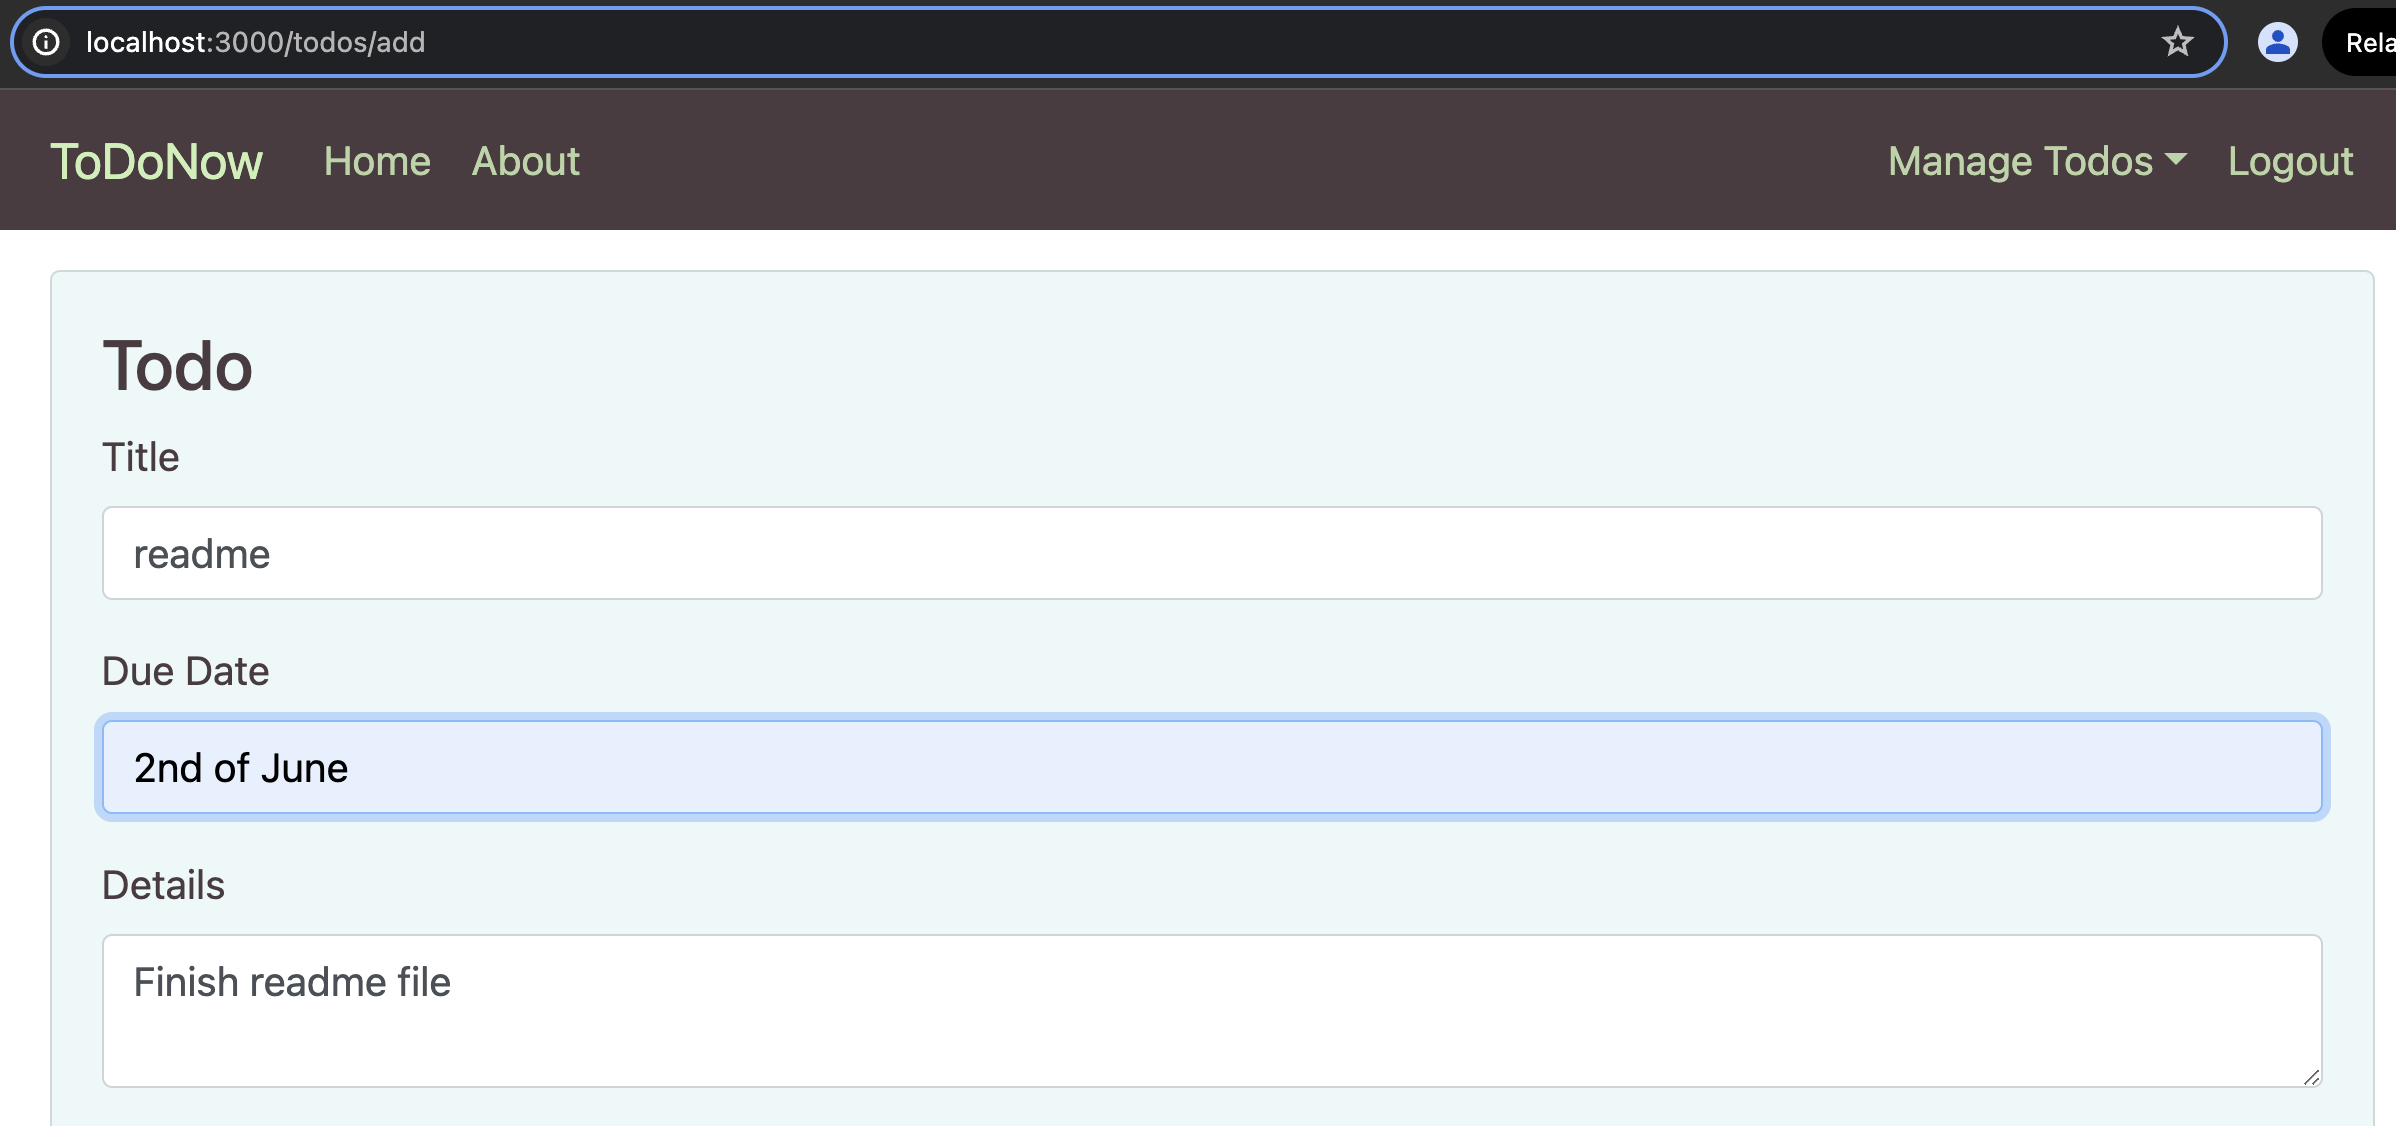 localhost:3000/todos/add
Rela
ToDoNow Home About Manage Todos Logout
Todo
Title
readme
Due Date
2nd of June
Details
Finish readme file